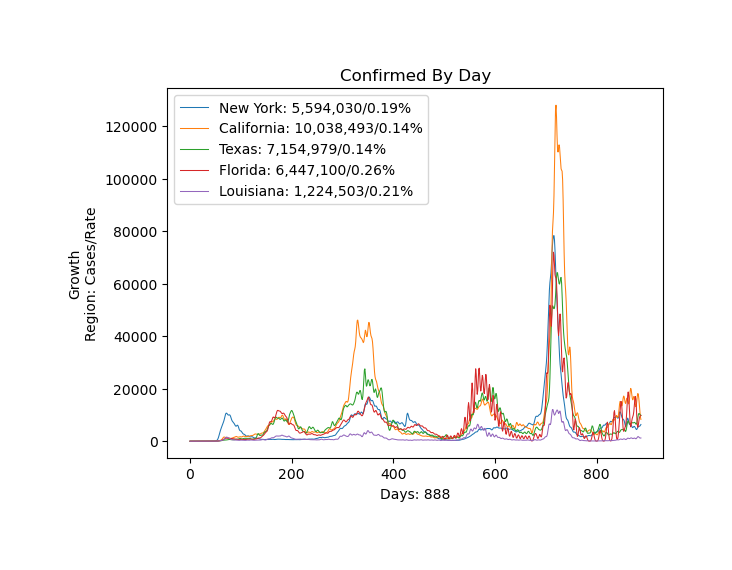 Confirmed By Day
New York: 5,594,030/0.19%
California: 10,038,493/0.14%
Texas: 7,154,979/0.14%
Florida: 6,447,100/0.26%
Louisiana: 1,224,503/0.21%
120000
100000
80000
60000
40000
20000
0
Growth
Region: Cases/Rate
0 200 400 600 800
Days: 888